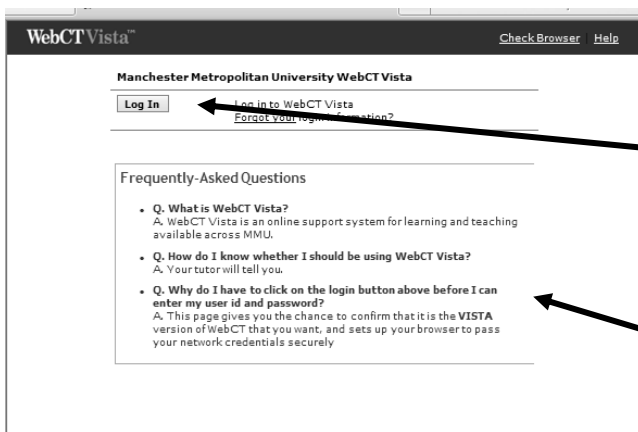 WebCT Vista™
Check Browser Help
Manchester Metropolitan University WebCT Vista
Log In
Log in to WebCT Vista
Forgot your login information?
Frequently-Asked Questions
• Q. What is WebCT Vista?
A. WebCT Vista is an online support system for learning and teaching
available across MMU.
• Q. How do I know whether I should be using WebCT Vista?
A. Your tutor will tell you.
• Q. Why do I have to click on the login button above before I can
enter my user id and password?
A. This page gives you the chance to confirm that it is the VISTA
version of WebCT that you want, and sets up your browser to pass
your network credentials securely